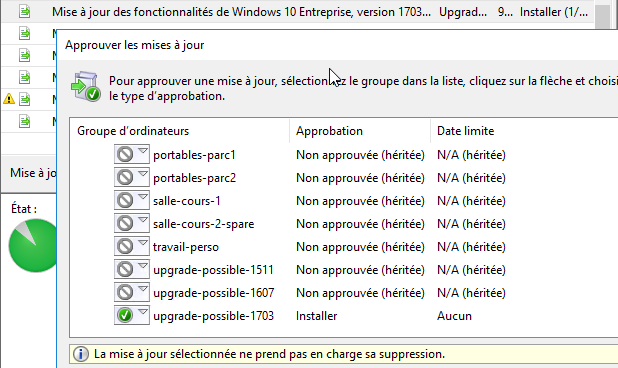 Mise à jour des fonctionnalités de Windows 10 Entreprise, version 1703... Upgrad... 9... Installer (1/...
Approuver les mises à jour
Pour approuver une mise à jour, sélectionnez le groupe dans la liste, cliquez sur la flèche et choisi
le type d'approbation.
Groupe d'ordinateurs Approbation Date limite
portables-parc1 Non approuvée (héritée) N/A (héritée)
portables-parc2 Non approuvée (héritée) N/A (héritée)
salle-cours-1 Non approuvée (héritée) N/A (héritée)
salle-cours-2-spare Non approuvée (héritée) N/A (héritée)
travail-perso Non approuvée (héritée) N/A (héritée)
upgrade-possible-1511 Non approuvée (héritée) N/A (héritée)
upgrade-possible-1607 Non approuvée (héritée) N/A (héritée)
upgrade-possible-1703 Installer Aucun
Mise à jo
État :
La mise à jour sélectionnée ne prend pas en charge sa suppression.